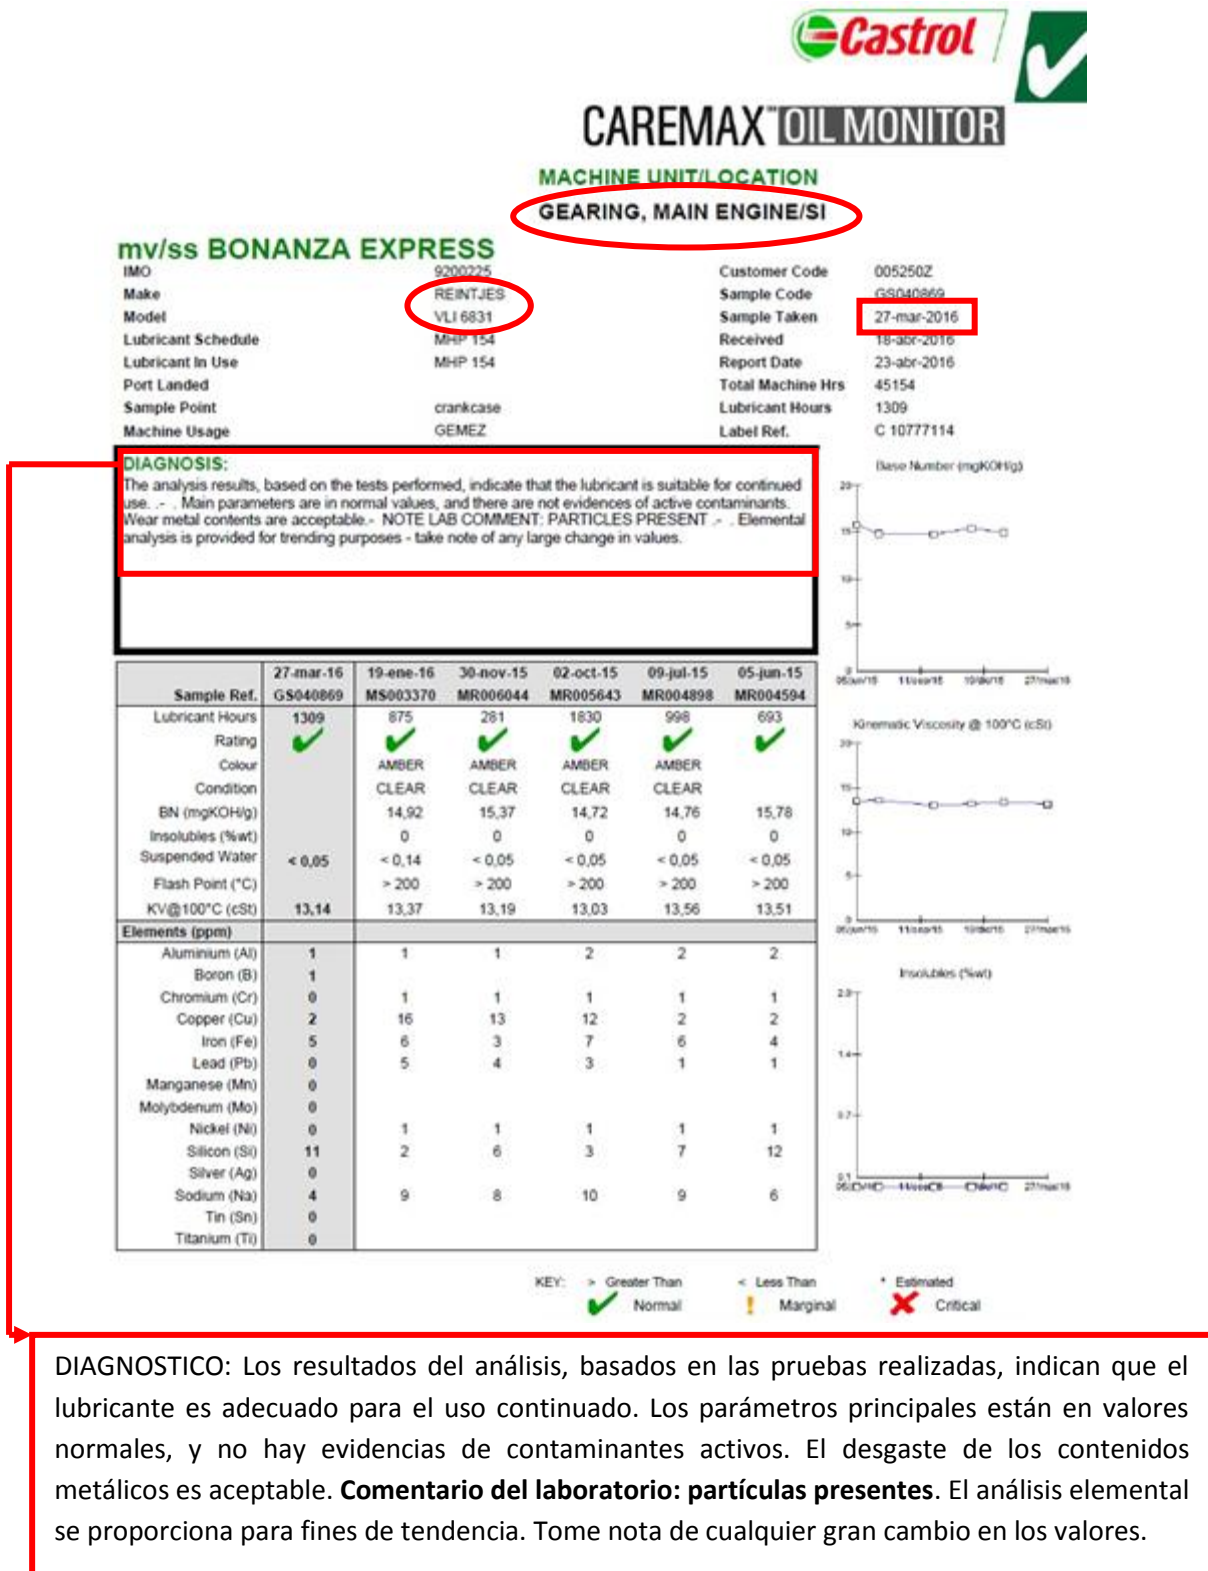 Castrol
CAREMAX™ OIL MONITOR
MACHINE UNIT/LOCATION
GEARING, MAIN ENGINE/SI
mv/ss BONANZA EXPRESS
IMO 9200225 Customer Code 005250Z
Make REINTJES Sample Code GS040869
Model VLI 6831 Sample Taken 27-mar-2016
Lubricant Schedule MHP 154 Received 18-abr-2016
Lubricant In Use MHP 154 Report Date 23-abr-2016
Port Landed Total Machine Hrs 45154
Sample Point crankcase Lubricant Hours 1309
Machine Usage GEMEZ Label Ref. C 10777114
DIAGNOSIS:
The analysis results, based on the tests performed, indicate that the lubricant is suitable for continued
use. .- . Main parameters are in normal values, and there are not evidences of active contaminants.
Wear metal contents are acceptable.- NOTE LAB COMMENT: PARTICLES PRESENT .- . Elemental
analysis is provided for trending purposes - take note of any large change in values.
27-mar-16 19-ene-16 30-nov-15 02-oct-15 09-jul-15 05-jun-15
Sample Ref. GS040869 MS003370 MR006044 MR005643 MR004898 MR004594
Lubricant Hours 1309 875 281 1830 998 693
Rating
Colour AMBER AMBER AMBER AMBER
Condition CLEAR CLEAR CLEAR CLEAR
BN (mgKOH/g) 14,92 15,37 14,72 14,76 15,78
Insolubles (%wt) 0 0 0 0 0
Suspended Water < 0,05 < 0,14 < 0,05 < 0,05 < 0,05 < 0,05
Flash Point (°C) > 200 > 200 > 200 > 200 > 200
KV@100°C (cSt) 13,14 13,37 13,19 13,03 13,56 13,51
Elements (ppm)
Aluminium (Al) 1 1 1 2 2 2
Boron (B) 1
Chromium (Cr) 0 1 1 1 1 1
Copper (Cu) 2 16 13 12 2 2
Iron (Fe) 5 6 3 7 6 4
Lead (Pb) 0 5 4 3 1 1
Manganese (Mn) 0
Molybdenum (Mo) 0
Nickel (Ni) 0 1 1 1 1 1
Silicon (Si) 11 2 6 3 7 12
Silver (Ag) 0
Sodium (Na) 4 9 8 10 9 6
Tin (Sn) 0
Titanium (Ti) 0
Base Number (mgKOH/g)
20
15
10
5
0
Kinematic Viscosity @ 100°C (cSt)
20
15
10
5
0
Insolubles (%wt)
1.4
0.7
0.1
KEY: > Greater Than < Less Than * Estimated
Normal Marginal Critical
DIAGNOSTICO: Los resultados del análisis, basados en las pruebas realizadas, indican que el
lubricante es adecuado para el uso continuado. Los parámetros principales están en valores
normales, y no hay evidencias de contaminantes activos. El desgaste de los contenidos
metálicos es aceptable. Comentario del laboratorio: partículas presentes. El análisis elemental
se proporciona para fines de tendencia. Tome nota de cualquier gran cambio en los valores.